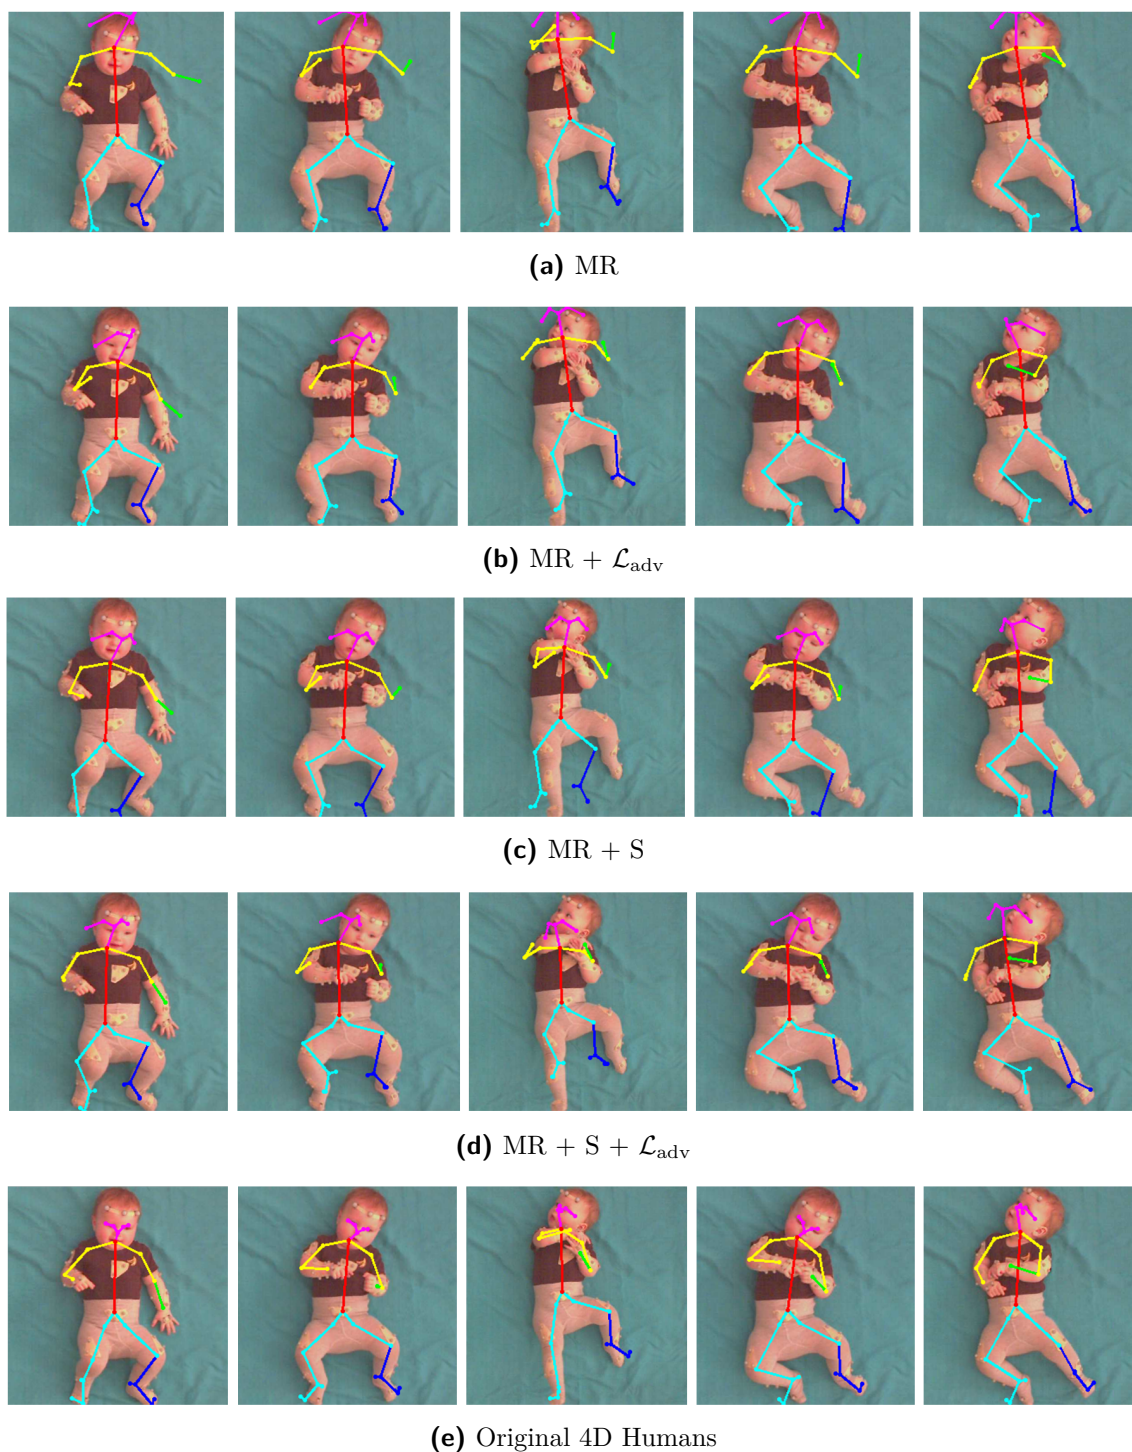 (a) MR
(b) MR + ℒadv
(c) MR + S
(d) MR + S + ℒadv
(e) Original 4D Humans